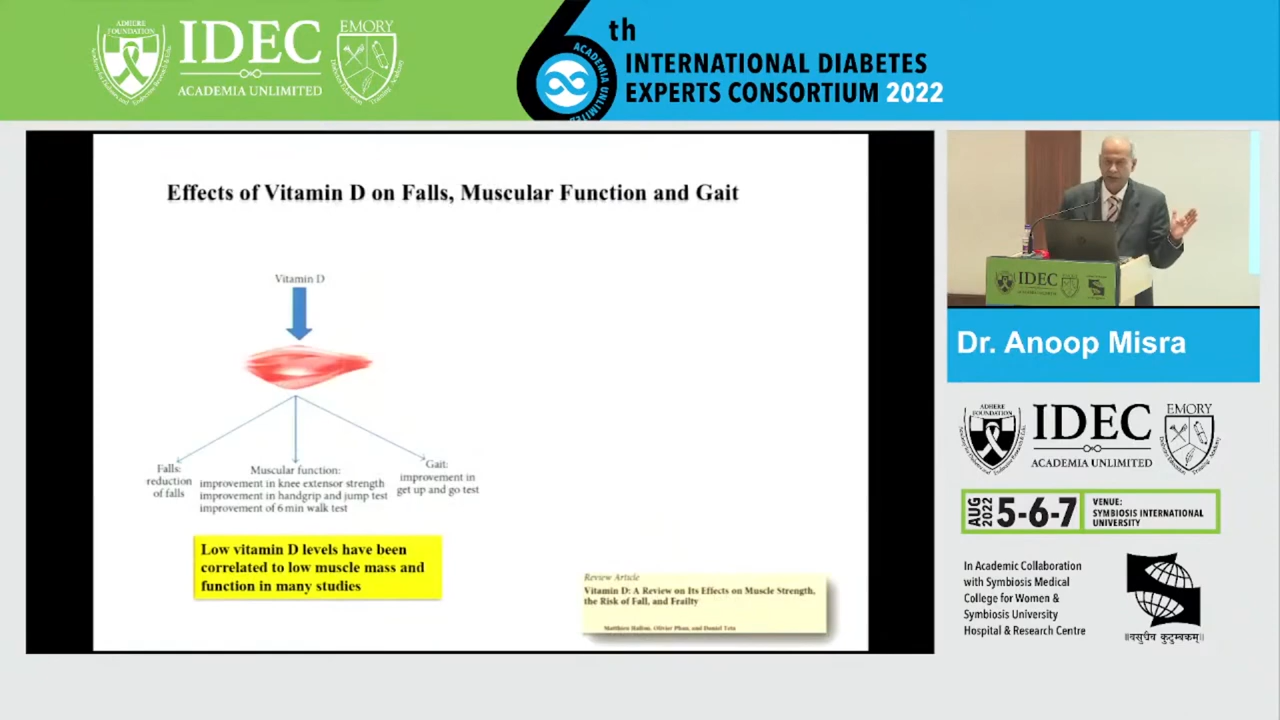 ADHERE
FOUNDATION
IDEC
ACADEMIA UNLIMITED
EMORY
6th
ACADEMIA UNLIMITED
INTERNATIONAL DIABETES
EXPERTS CONSORTIUM 2022
Effects of Vitamin D on Falls, Muscular Function and Gait
Vitamin D
Falls:
reduction
of falls
Muscular function:
improvement in knee extensor strength
improvement in handgrip and jump test
improvement of 6 min walk test
Gait:
improvement in
get up and go test
Low vitamin D levels have been
correlated to low muscle mass and
function in many studies
Review Article
Vitamin D: A Review on Its Effects on Muscle Strength,
the Risk of Fall, and Frailty
IDEC
Dr. Anoop Misra
ADHERE
FOUNDATION
IDEC
ACADEMIA UNLIMITED
EMORY
AUG
2022
5-6-7
VENUE:
SYMBIOSIS INTERNATIONAL
UNIVERSITY
In Academic Collaboration
with Symbiosis Medical
College for Women &
Symbiosis University
Hospital & Research Centre
॥वसुधैव कुटुम्बकम्॥